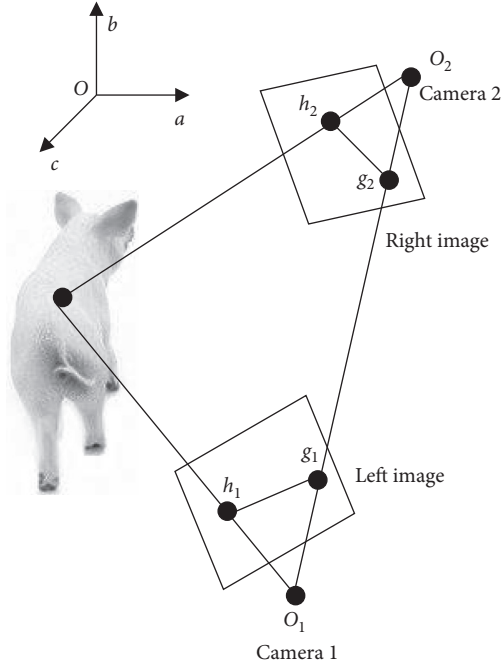 b
O
a
c
O2
Camera 2
h2
g2
Right image
g1
Left image
h1
O1
Camera 1